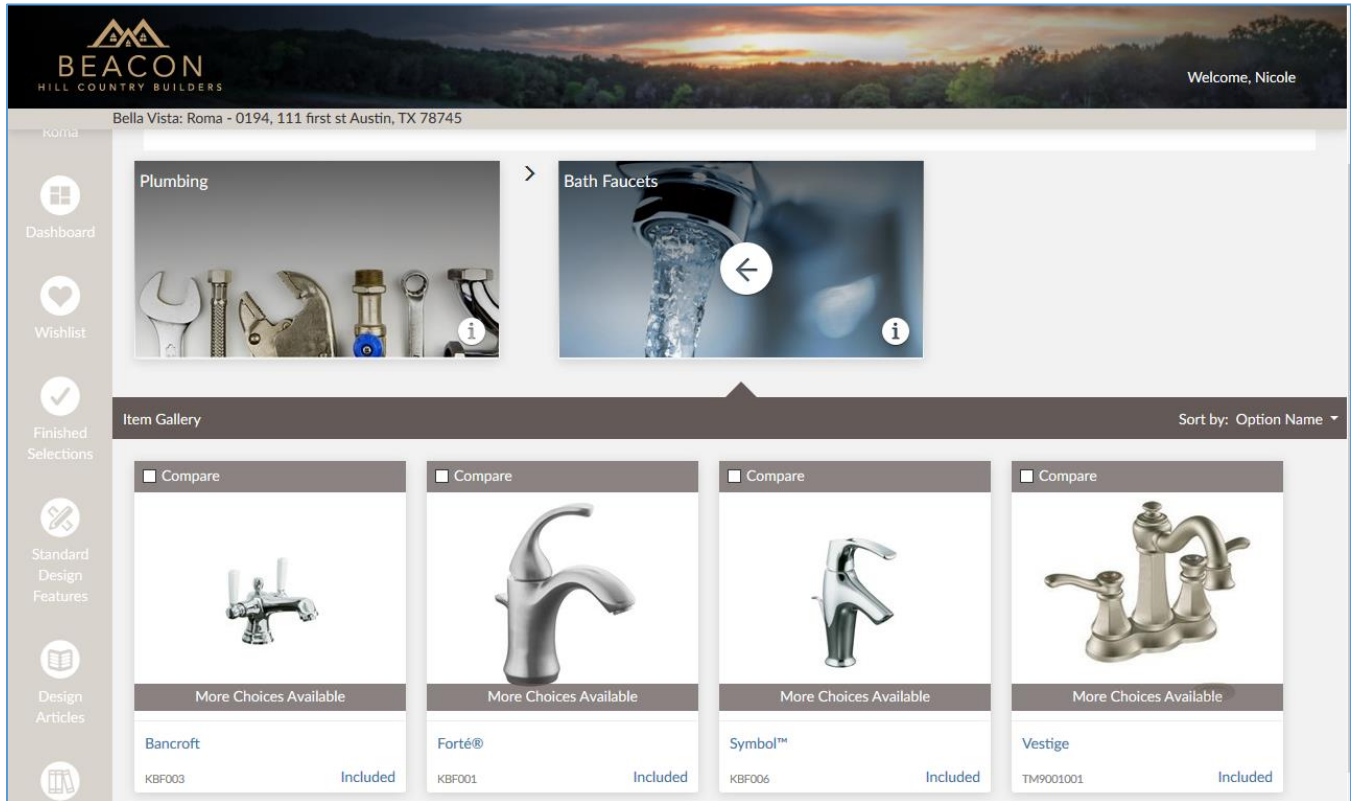 BEACON
HILL COUNTRY BUILDERS
Welcome, Nicole
Bella Vista: Roma - 0194, 111 first st Austin, TX 78745
Roma
Dashboard
Wishlist
Finished
Selections
Standard
Design
Features
Design
Articles
Plumbing
>
Bath Faucets
i
i
Item Gallery
Sort by: Option Name
Compare
Compare
Compare
Compare
More Choices Available
More Choices Available
More Choices Available
More Choices Available
Bancroft
Forté®
Symbol™
Vestige
KBF003
Included
KBF001
Included
KBF006
Included
TM9001001
Included